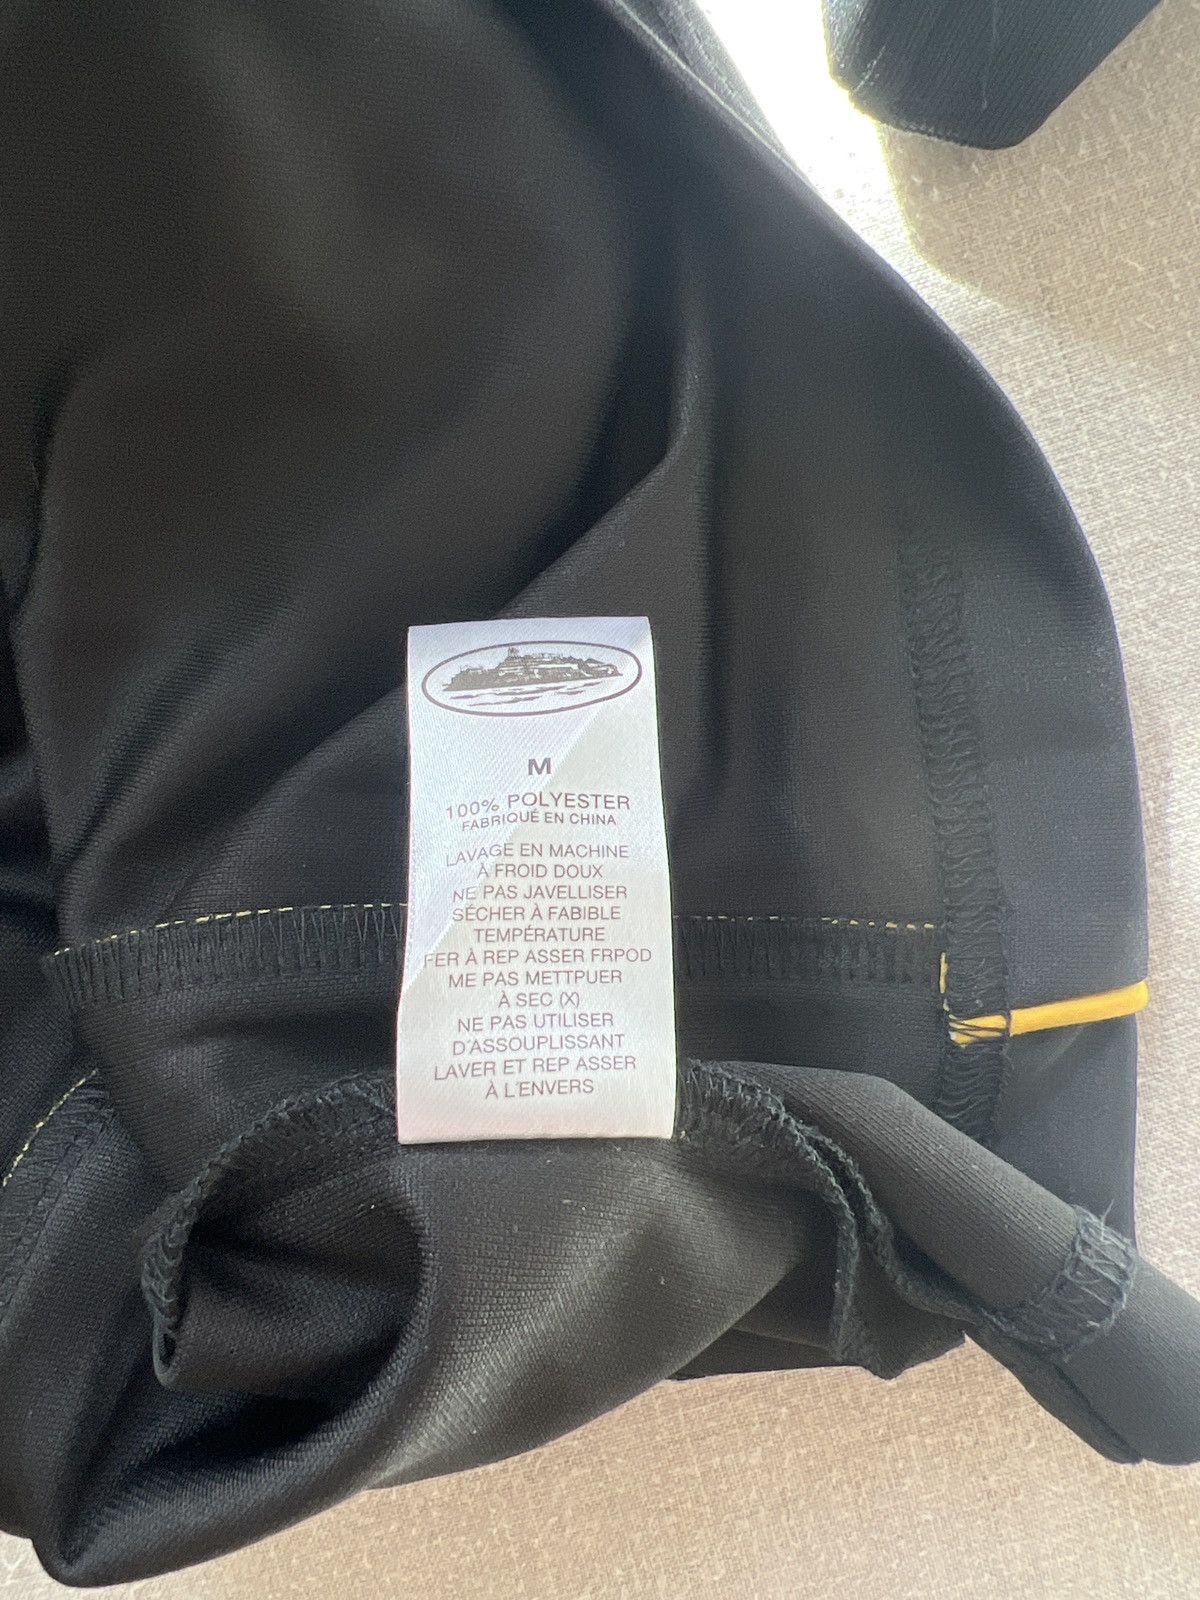 M
100% POLYESTER
FABRIQUÉ EN CHINA
LAVAGE EN MACHINE
À FROID DOUX
NE PAS JAVELLISER
SÉCHER À FABIBLE
TEMPÉRATURE
FER À REP ASSER FRPOD
ME PAS METTPUER
À SEC (X)
NE PAS UTILISER
D'ASSOUPLISSANT
LAVER ET REP ASSER
À L'ENVERS